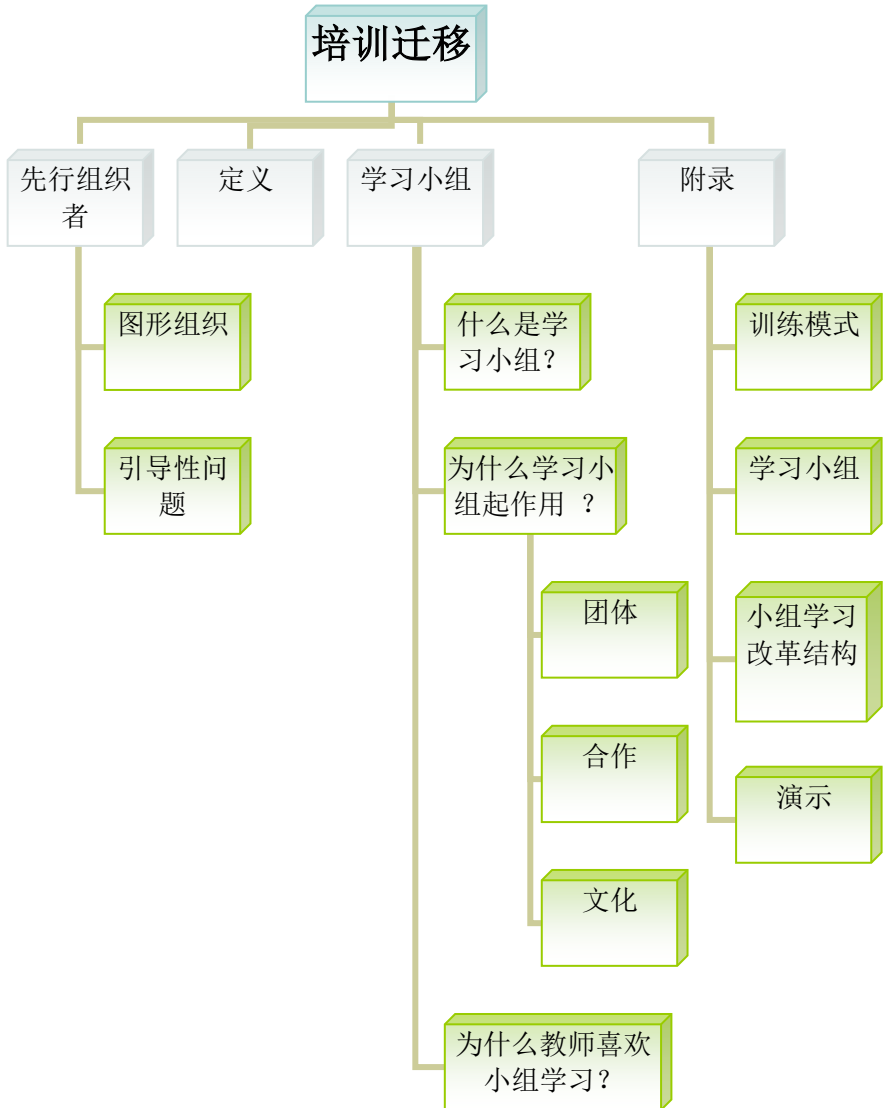 培训迁移
先行组织
者
定义
学习小组
附录
图形组织
引导性问
题
什么是学
习小组？
为什么学习小
组起作用 ？
团体
合作
文化
为什么教师喜欢
小组学习？
训练模式
学习小组
小组学习
改革结构
演示